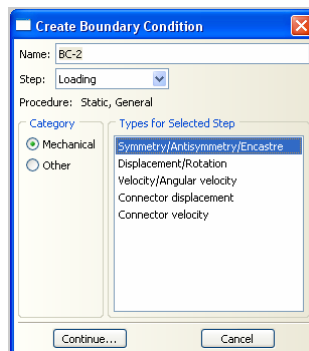 Create Boundary Condition
Name: BC-2
Step: Loading
Procedure: Static, General
Category
Mechanical
Other
Types for Selected Step
Symmetry/Antisymmetry/Encastre
Displacement/Rotation
Velocity/Angular velocity
Connector displacement
Connector velocity
Continue... Cancel